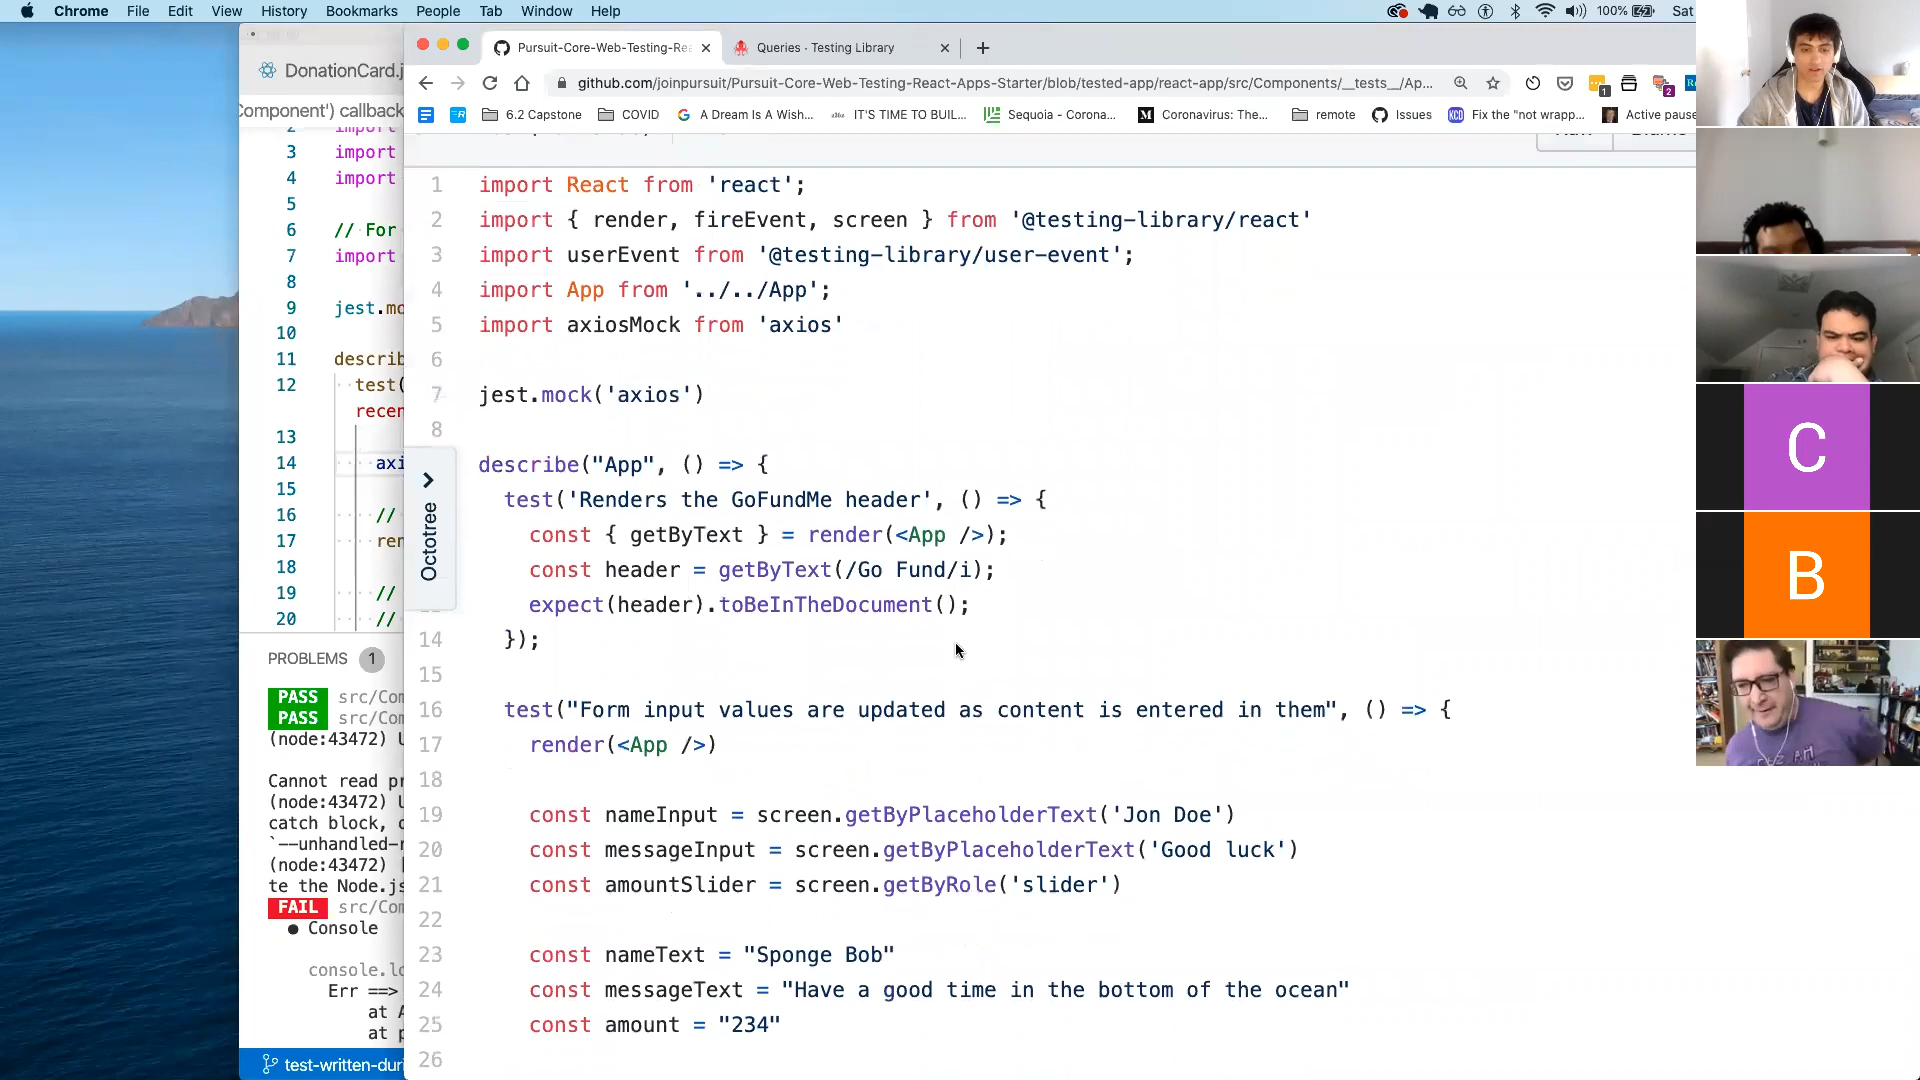 Chrome File Edit View History Bookmarks People Tab Window Help
100% Sat
DonationCard.j
Component') callback
2 import
3 import
4 import
5
6 // For
7 import
8
9 jest.mo
10
11 describ
12 test(
recen
13
14 axi
15
16 //
17 ren
18
19 //
20 //
PROBLEMS 1
PASS src/Com
PASS src/Com
(node:43472) U
Cannot read pr
(node:43472) U
catch block, o
`--unhandled-r
(node:43472)
te the Node.js
FAIL src/Com
● Console
console.lo
Err ==>
at A
at p
test-written-duri
Pursuit-Core-Web-Testing-Rea
Queries · Testing Library
github.com/joinpursuit/Pursuit-Core-Web-Testing-React-Apps-Starter/blob/tested-app/react-app/src/Components/__tests__/Ap...
6.2 Capstone COVID A Dream Is A Wish... IT'S TIME TO BUIL... Sequoia - Corona... Coronavirus: The... remote Issues Fix the "not wrapp... Active pause
1 import React from 'react';
2 import { render, fireEvent, screen } from '@testing-library/react'
3 import userEvent from '@testing-library/user-event';
4 import App from '../../App';
5 import axiosMock from 'axios'
6
7 jest.mock('axios')
8
describe("App", () => {
test('Renders the GoFundMe header', () => {
const { getByText } = render(<App />);
const header = getByText(/Go Fund/i);
expect(header).toBeInTheDocument();
14 });
15
16 test("Form input values are updated as content is entered in them", () => {
17 render(<App />)
18
19 const nameInput = screen.getByPlaceholderText('Jon Doe')
20 const messageInput = screen.getByPlaceholderText('Good luck')
21 const amountSlider = screen.getByRole('slider')
22
23 const nameText = "Sponge Bob"
24 const messageText = "Have a good time in the bottom of the ocean"
25 const amount = "234"
26
Octotree
C
B